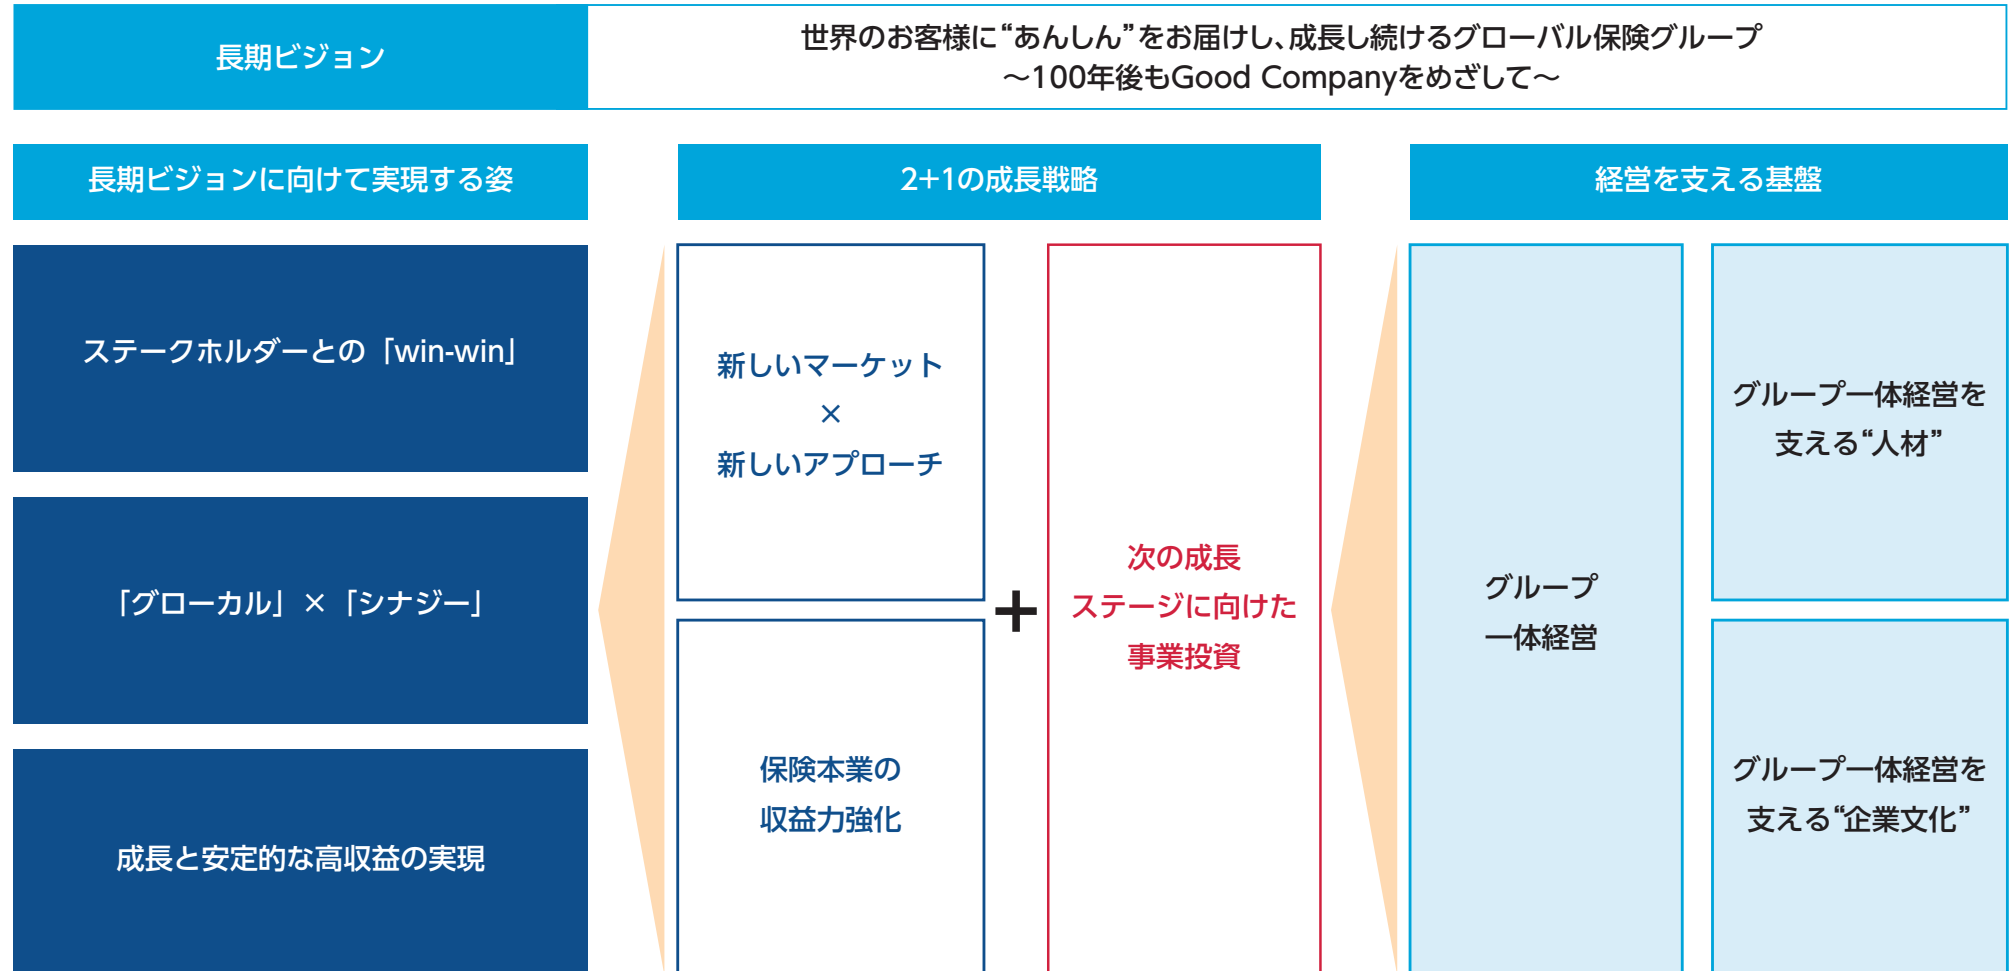 長期ビジョン
世界のお客様に“あんしん”をお届けし、成長し続けるグローバル保険グループ
～100年後もGood Companyをめざして～
長期ビジョンに向けて実現する姿
ステークホルダーとの「win-win」
「グローカル」×「シナジー」
成長と安定的な高収益の実現
2+1の成長戦略
新しいマーケット
×
新しいアプローチ
保険本業の
収益力強化
+
次の成長
ステージに向けた
事業投資
経営を支える基盤
グループ
一体経営
グループ一体経営を
支える“人材”
グループ一体経営を
支える“企業文化”